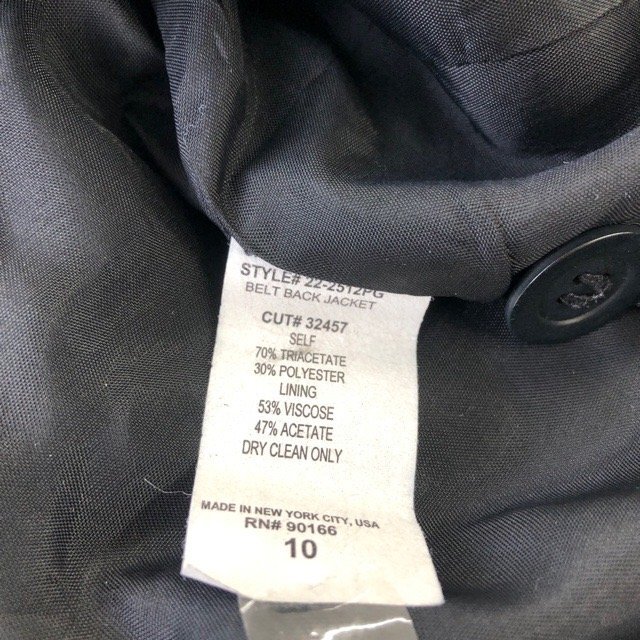 STYLE# 22-2512PG
BELT BACK JACKET
CUT# 32457
SELF
70% TRIACETATE
30% POLYESTER
LINING
53% VISCOSE
47% ACETATE
DRY CLEAN ONLY
MADE IN NEW YORK CITY, USA
RN# 90166
10